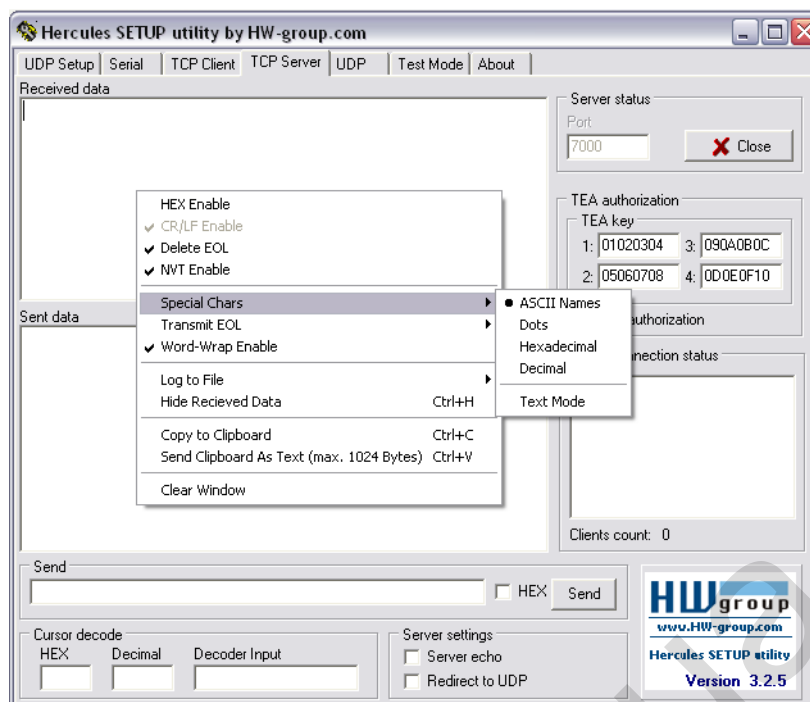 Hercules SETUP utility by HW-group.com
UDP Setup Serial TCP Client TCP Server UDP Test Mode About
Received data
Server status
Port
7000 Close
HEX Enable
CR/LF Enable
Delete EOL
NVT Enable
Special Chars
Transmit EOL
Word-Wrap Enable
Log to File
Hide Recieved Data Ctrl+H
Copy to Clipboard Ctrl+C
Send Clipboard As Text (max. 1024 Bytes) Ctrl+V
Clear Window
ASCII Names
Dots
Hexadecimal
Decimal
Text Mode
TEA authorization
TEA key
1: 01020304 3: 090A0B0C
2: 05060708 4: 0D0E0F10
uthorization
nection status
Sent data
Clients count: 0
Send
HEX Send
Cursor decode
HEX Decimal Decoder Input
Server settings
Server echo
Redirect to UDP
HW group
www.HW-group.com
Hercules SETUP utility
Version 3.2.5